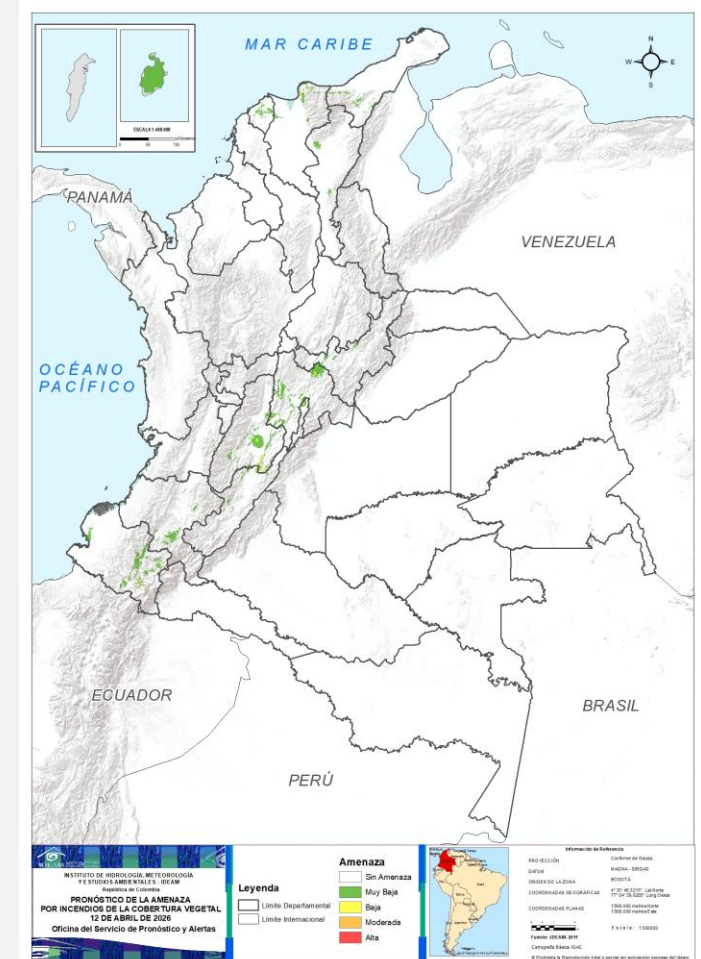 MAR CARIBE
N
W
E
S
PANAMÁ
VENEZUELA
OCÉANO
PACÍFICO
ECUADOR
BRASIL
PERÚ
INSTITUTO DE HIDROLOGÍA, METEOROLOGÍA
Y ESTUDIOS AMBIENTALES - IDEAM
República de Colombia
PRONÓSTICO DE LA AMENAZA
POR INCENDIOS DE LA COBERTURA VEGETAL
12 DE ABRIL DE 2026
Oficina del Servicio de Pronóstico y Alertas
Leyenda
Límite Departamental
Límite Internacional
Amenaza
Sin Amenaza
Muy Baja
Baja
Moderada
Alta
Información de Referencia
PROYECCIÓN
DATUM
MAGNA - SIRGAS
ORIGEN DE LA ZONA
BOGOTÁ
COORDENADAS GEOGRÁFICAS
COORDENADAS PLANAS
Cartografía Básica IGAC.